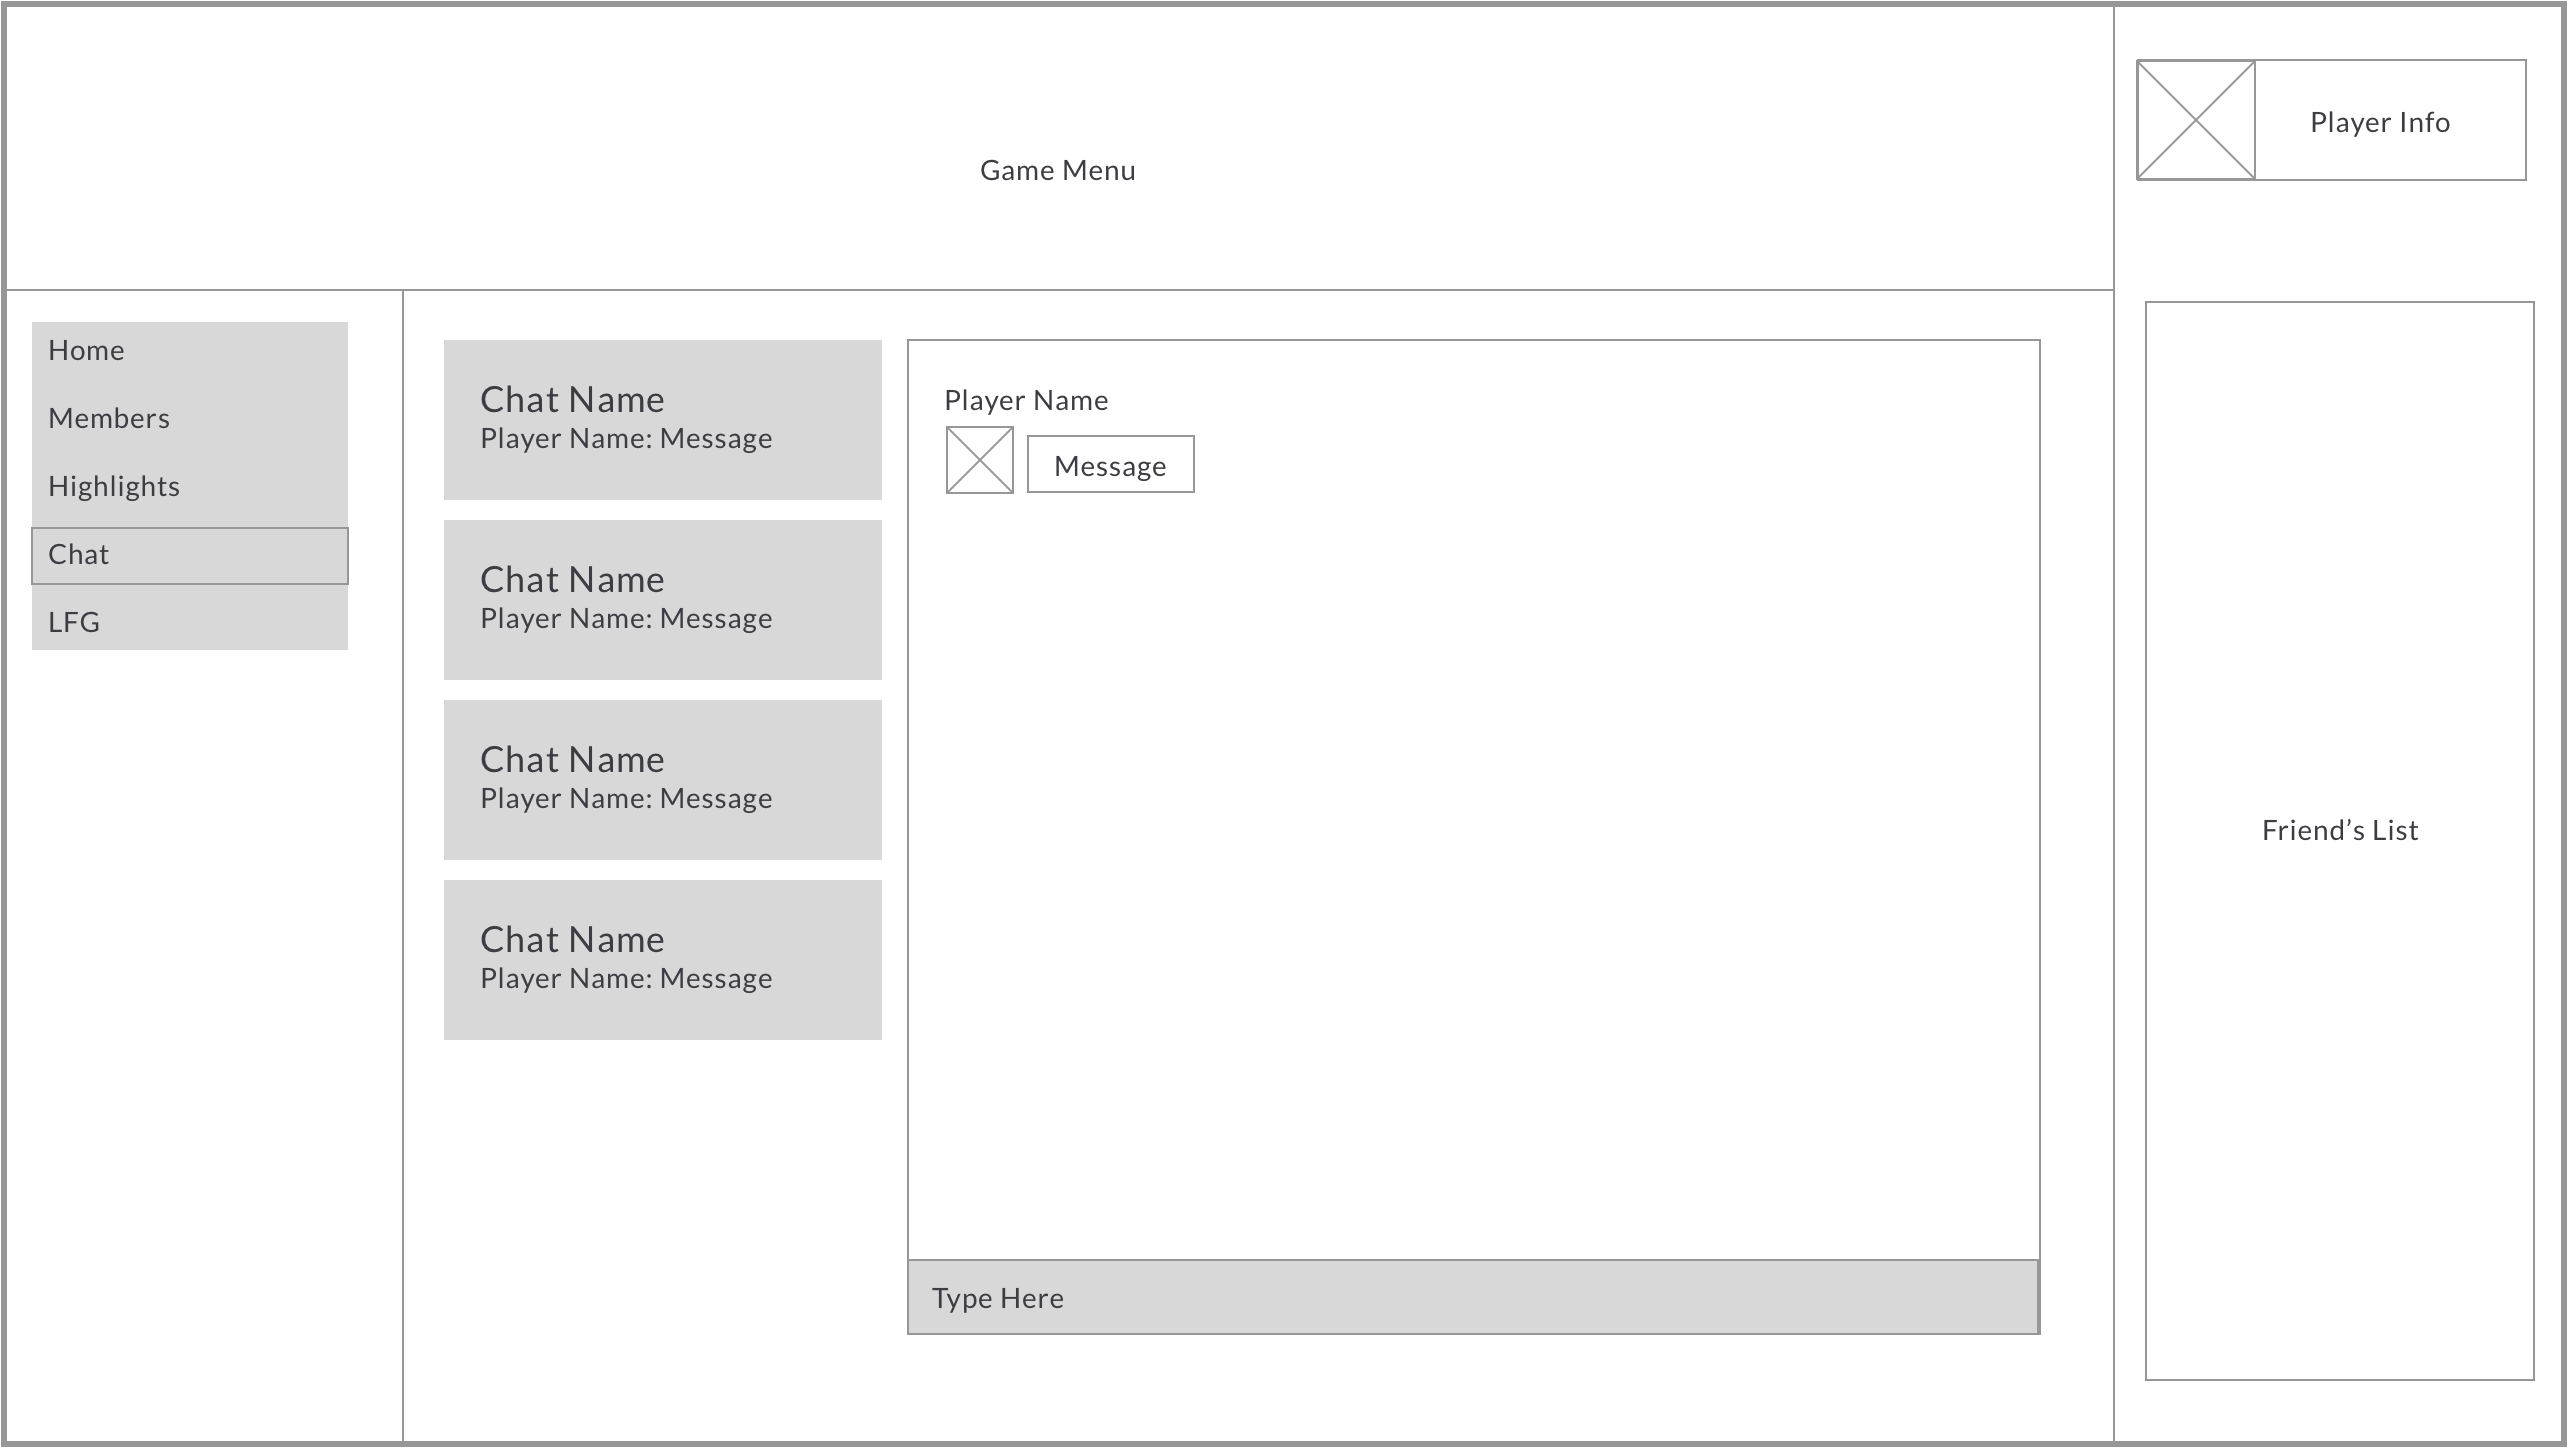 Game Menu
Player Info
Home
Members
Highlights
Chat
LFG
Chat Name
Player Name: Message
Chat Name
Player Name: Message
Chat Name
Player Name: Message
Chat Name
Player Name: Message
Player Name
Message
Type Here
Friend’s List